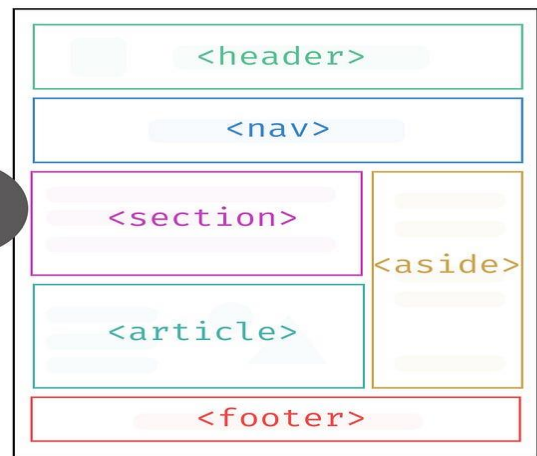 <header>
<nav>
<section>
<aside>
<article>
<footer>